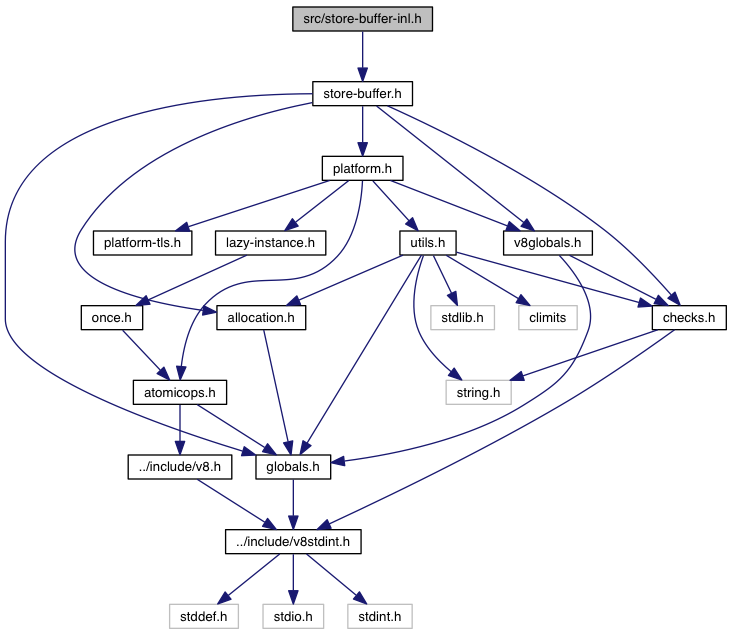 src/store-buffer-inl.h
store-buffer.h
platform.h
platform-tls.h
lazy-instance.h
utils.h
v8globals.h
once.h
allocation.h
stdlib.h
climits
checks.h
atomicops.h
string.h
../include/v8.h
globals.h
../include/v8stdint.h
stddef.h
stdio.h
stdint.h